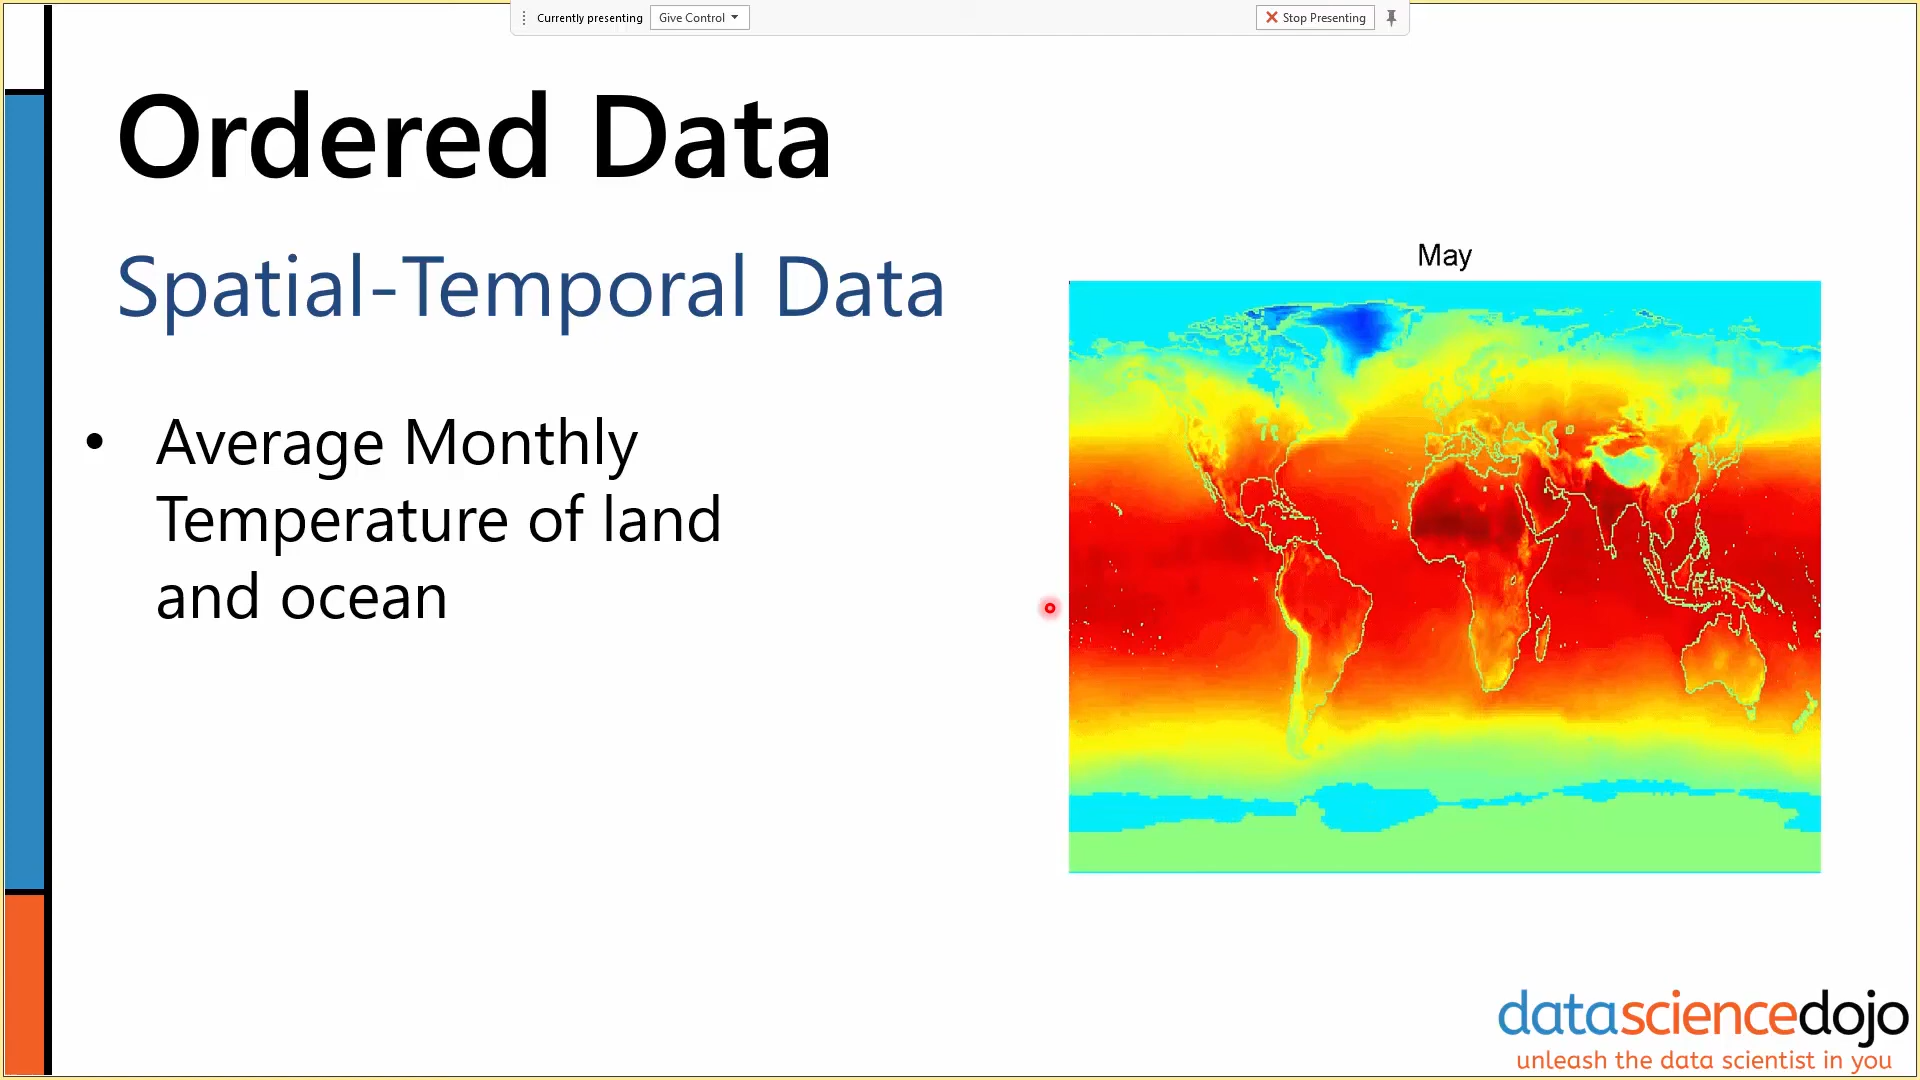 Currently presenting
Give Control
Stop Presenting
Ordered Data
Spatial-Temporal Data
• Average Monthly
Temperature of land
and ocean
May
datasciencedojo
unleash the data scientist in you